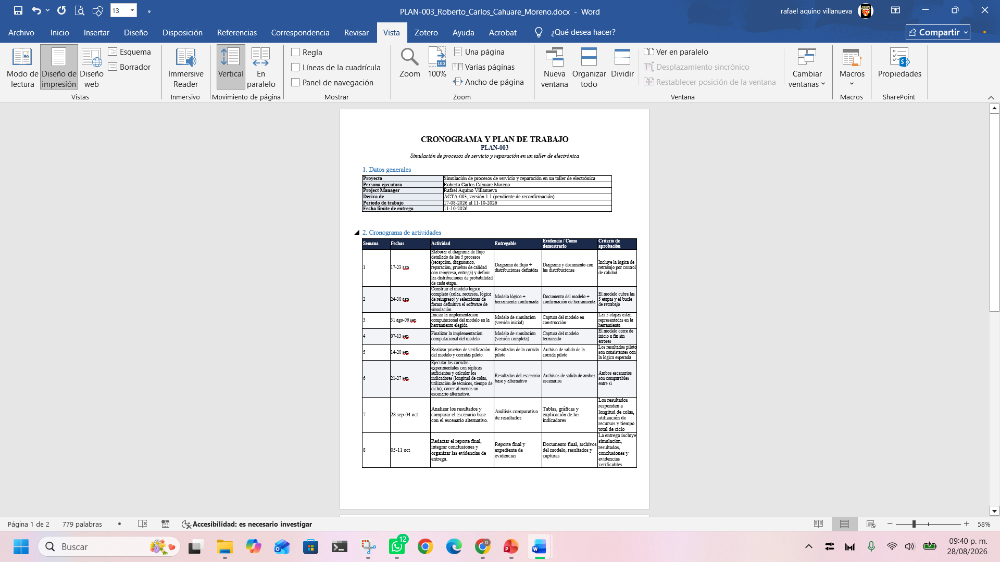 13
PLAN-003_Roberto_Carlos_Cahuare_Moreno.docx - Word
rafael aquino villanueva
Archivo Inicio Insertar Diseño Disposición Referencias Correspondencia Revisar Vista Zotero Ayuda Acrobat ¿Qué desea hacer? Compartir
Modo de lectura
Diseño de impresión
Diseño web
Esquema
Borrador
Vistas
Immersive Reader
Inmersivo
Vertical
En paralelo
Movimiento de página
Regla
Líneas de la cuadrícula
Panel de navegación
Mostrar
Zoom
100
100%
Una página
Varias páginas
Ancho de página
Zoom
Nueva ventana
Organizar todo
Dividir
Ver en paralelo
Desplazamiento sincrónico
Restablecer posición de la ventana
Cambiar ventanas
Ventana
Macros
Macros
Propiedades
SharePoint
CRONOGRAMA Y PLAN DE TRABAJO
PLAN-003
Simulación de procesos de servicio y reparación en un taller de electrónica
1. Datos generales
Proyecto Simulación de procesos de servicio y reparación en un taller de electrónica
Persona ejecutora Roberto Carlos Cahuare Moreno
Project Manager Rafael Aquino Villanueva
Deriva de ACTA-003, versión 1.1 (pendiente de reconfirmación)
Periodo de trabajo 17-08-2026 al 11-10-2026
Fecha límite de entrega 11-10-2026
2. Cronograma de actividades
Semana Fechas Actividad Entregable Evidencia / Cómo demostrarlo Criterio de aprobación
1 17-23 ago Elaborar el diagrama de flujo detallado de los 5 procesos (recepción, diagnóstico, reparación, pruebas de calidad con reingreso, entrega) y definir las distribuciones de probabilidad de cada etapa. Diagrama de flujo + distribuciones definidas Diagrama y documento con las distribuciones Incluye la lógica de retrabajo por control de calidad
2 24-30 ago Construir el modelo lógico completo (colas, recursos, lógica de reingreso) y seleccionar de forma definitiva el software de simulación. Modelo lógico + herramienta confirmada Documento del modelo + confirmación de herramienta El modelo cubre las 5 etapas y el bucle de retrabajo
3 31 ago-06 sep Iniciar la implementación computacional del modelo en la herramienta elegida. Modelo de simulación (versión inicial) Captura del modelo en construcción Las 5 etapas están representadas en la herramienta
4 07-13 sep Finalizar la implementación computacional del modelo. Modelo de simulación (versión completa) Captura del modelo terminado El modelo corre de inicio a fin sin errores
5 14-20 sep Realizar pruebas de verificación del modelo y corridas piloto. Resultados de la corrida piloto Archivo de salida de la corrida piloto Los resultados piloto son consistentes con la lógica esperada
6 21-27 sep Ejecutar las corridas experimentales con réplicas suficientes y calcular los indicadores (longitud de colas, utilización de técnicos, tiempo de ciclo); correr al menos un escenario alternativo. Resultados del escenario base y alternativo Archivos de salida de ambos escenarios Ambos escenarios son comparables entre sí
7 28 sep-04 oct Analizar los resultados y comparar el escenario base con el escenario alternativo. Análisis comparativo de resultados Tablas, gráficas y explicación de los indicadores Los resultados responden a longitud de colas, utilización de recursos y tiempo total de ciclo
8 05-11 oct Redactar el reporte final, integrar conclusiones y organizar las evidencias de entrega. Reporte final y expediente de evidencias Documento final, archivos del modelo, resultados y capturas La entrega incluye simulación, resultados, conclusiones y evidencias verificables
Página 1 de 2 779 palabras Accesibilidad: es necesario investigar 58%
Buscar
12
09:40 p. m.
28/08/2026